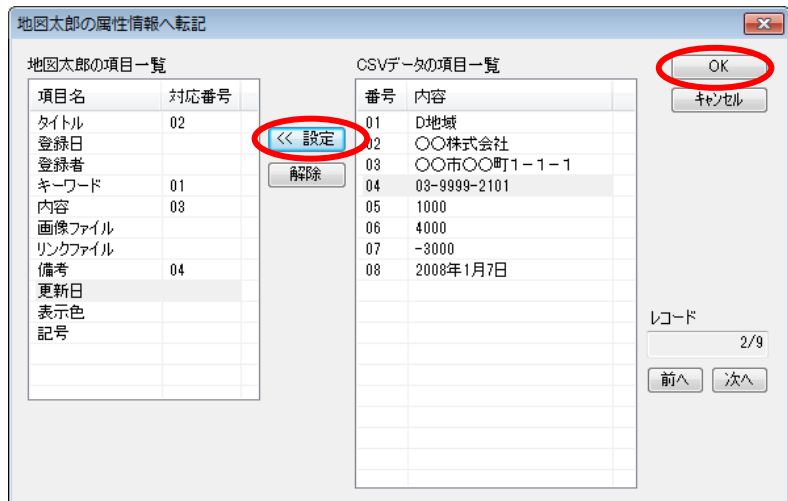 地図太郎の属性情報へ転記
地図太郎の項目一覧
項目名 対応番号
タイトル 02
登録日
登録者
キーワード 01
内容 03
画像ファイル
リンクファイル
備考 04
更新日
表示色
記号
<< 設定
解除
CSVデータの項目一覧
番号 内容
01 D地域
02 〇〇株式会社
03 〇〇市〇〇町1-1-1
04 03-9999-2101
05 1000
06 4000
07 -3000
08 2008年1月7日
OK
キャンセル
レコード
2/9
前へ 次へ